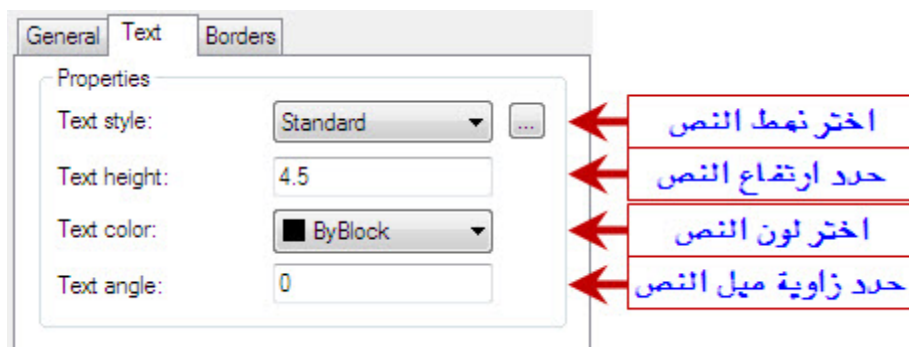 General Text Borders
Properties
Text style: Standard ... اختر نمط النص
Text height: 4.5 حدد ارتفاع النص
Text color: ByBlock اختر لون النص
Text angle: 0 حدد زاوية ميل النص